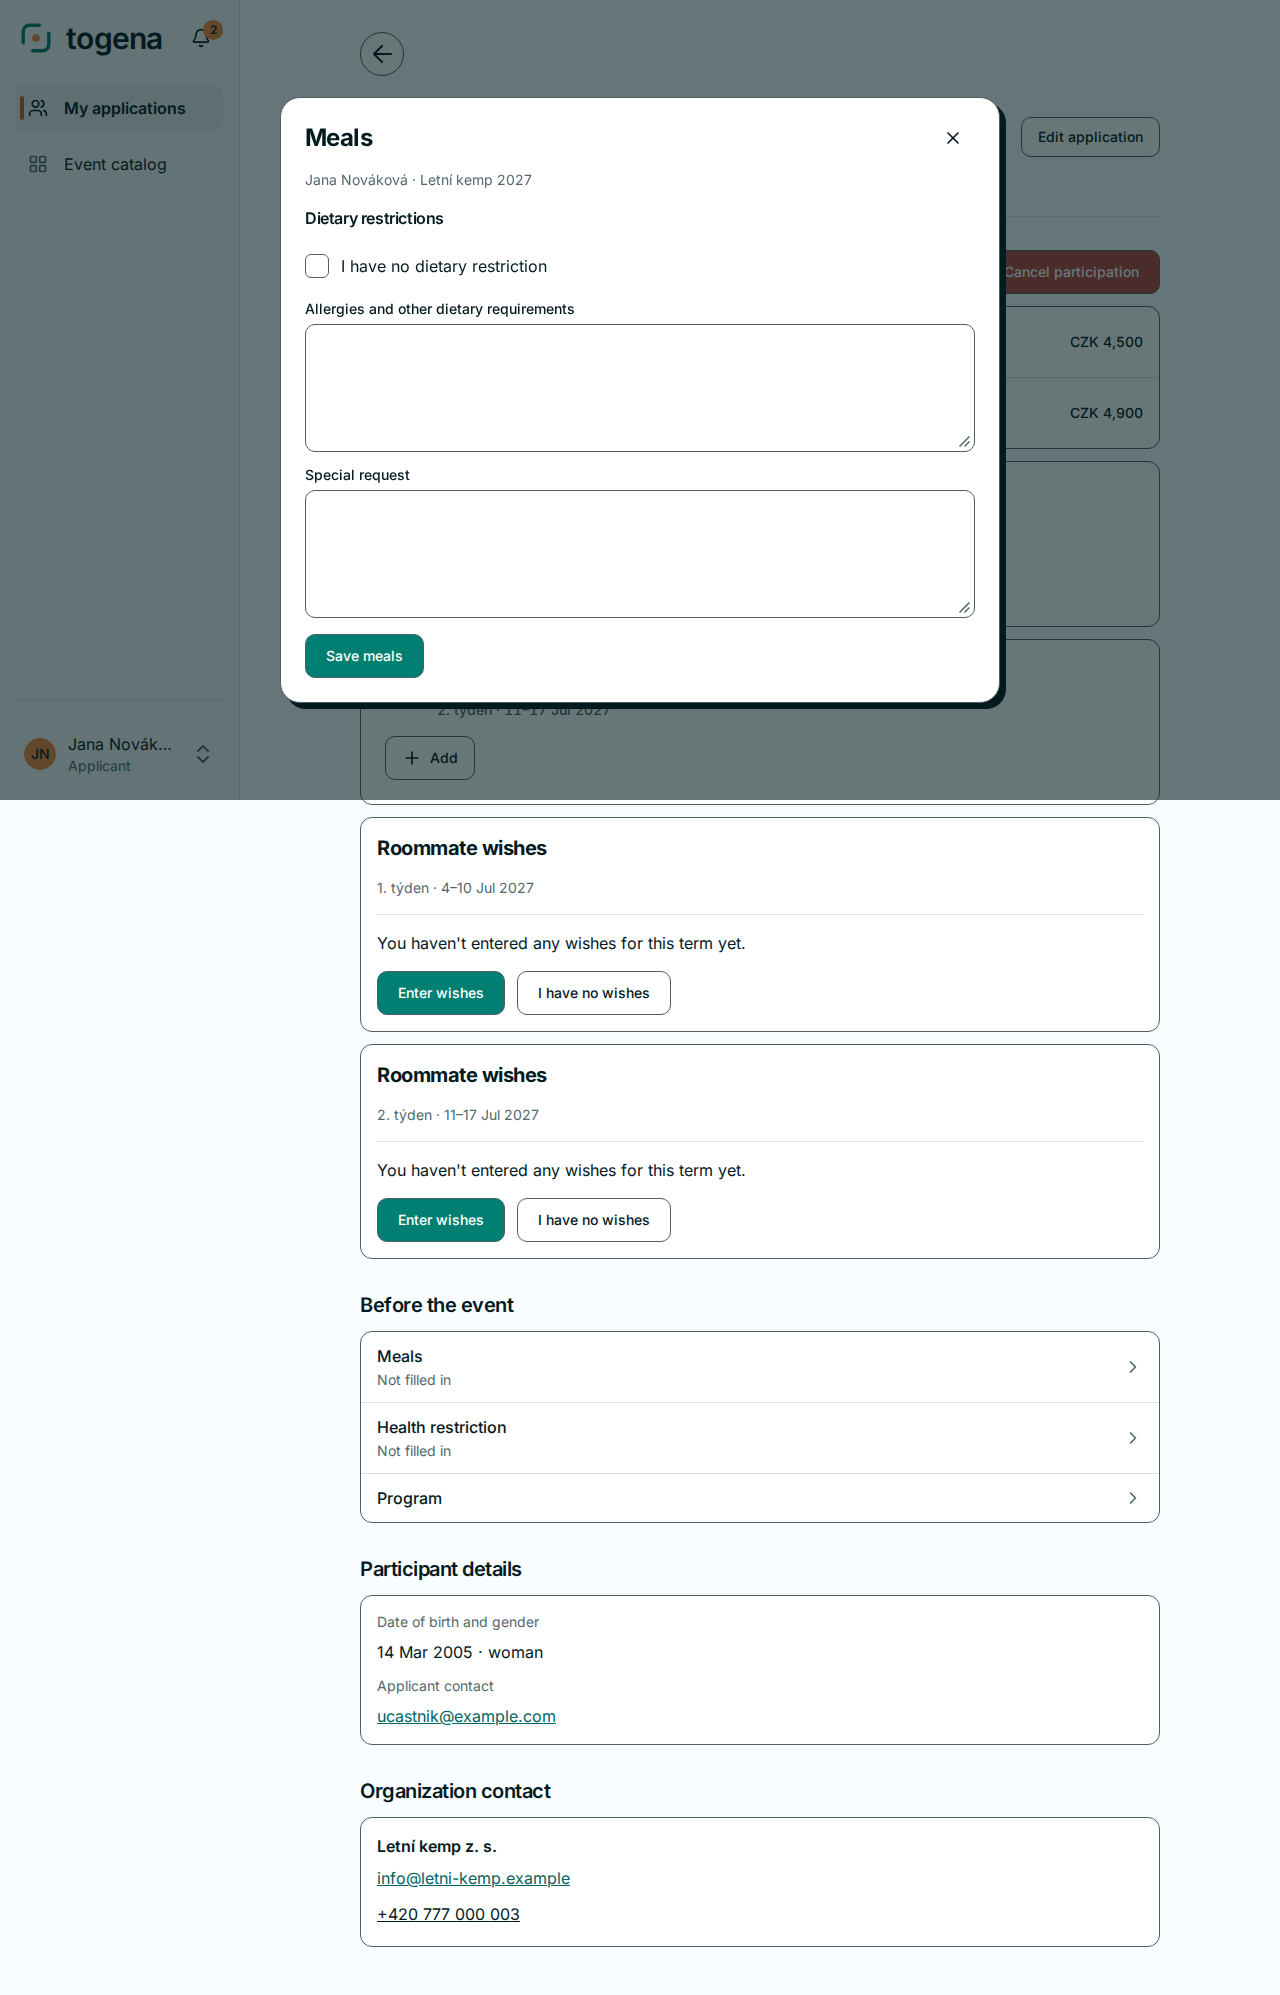 togena
2
My applications
Event catalog
Jana Novák...
Applicant
JN
Edit application
Cancel participation
CZK 4,500
CZK 4,900
Meals
Jana Nováková · Letní kemp 2027
Dietary restrictions
I have no dietary restriction
Allergies and other dietary requirements
Special request
Save meals
2. týden · 11–17 Jul 2027
Add
Roommate wishes
1. týden · 4–10 Jul 2027
You haven't entered any wishes for this term yet.
Enter wishes
I have no wishes
Roommate wishes
2. týden · 11–17 Jul 2027
You haven't entered any wishes for this term yet.
Enter wishes
I have no wishes
Before the event
Meals
Not filled in
Health restriction
Not filled in
Program
Participant details
Date of birth and gender
14 Mar 2005 · woman
Applicant contact
ucastnik@example.com
Organization contact
Letní kemp z. s.
info@letni-kemp.example
+420 777 000 003